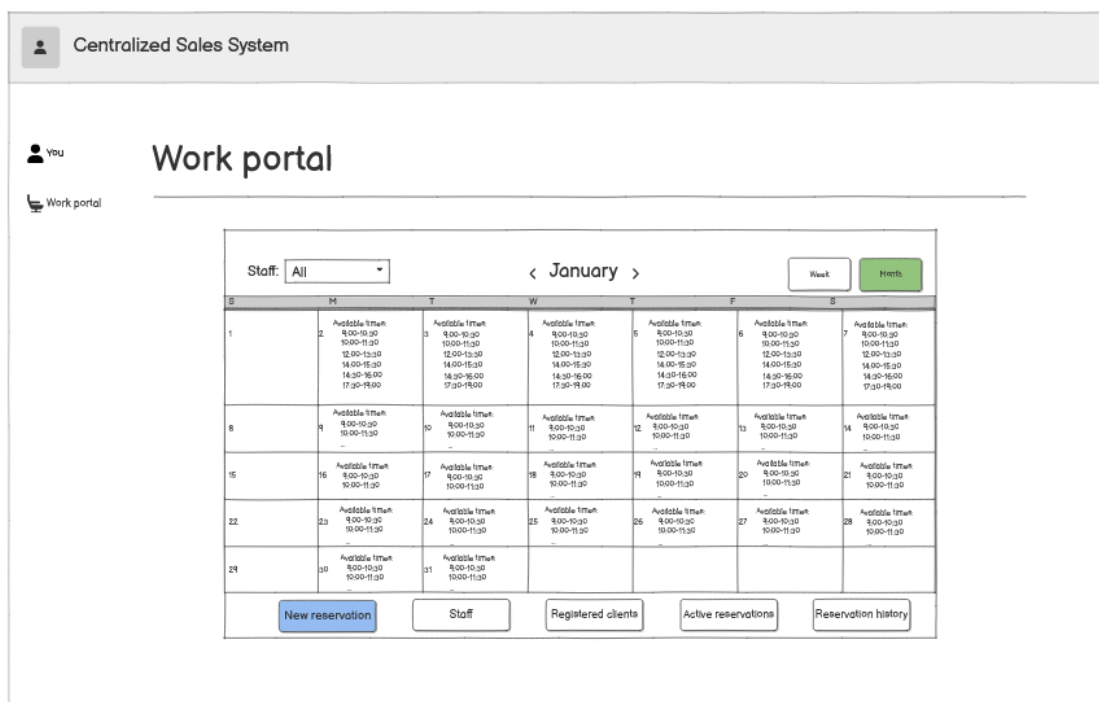 Centralized Sales System
You
Work portal
Work portal
Staff: All
< January >
Week
Month
S M T W T F S
1
2 Available times:
9:00-10:30
10:00-11:30
12:00-13:30
14:00-15:30
14:30-16:00
17:30-19:00
3 Available times:
9:00-10:30
10:00-11:30
12:00-13:30
14:00-15:30
14:30-16:00
17:30-19:00
4 Available times:
9:00-10:30
10:00-11:30
12:00-13:30
14:00-15:30
14:30-16:00
17:30-19:00
5 Available times:
9:00-10:30
10:00-11:30
12:00-13:30
14:00-15:30
14:30-16:00
17:30-19:00
6 Available times:
9:00-10:30
10:00-11:30
12:00-13:30
14:00-15:30
14:30-16:00
17:30-19:00
7 Available times:
9:00-10:30
10:00-11:30
12:00-13:30
14:00-15:30
14:30-16:00
17:30-19:00
8
9 Available times:
9:00-10:30
10:00-11:30
...
10 Available times:
9:00-10:30
10:00-11:30
...
11 Available times:
9:00-10:30
10:00-11:30
...
12 Available times:
9:00-10:30
10:00-11:30
...
13 Available times:
9:00-10:30
10:00-11:30
...
14 Available times:
9:00-10:30
10:00-11:30
...
15
16 Available times:
9:00-10:30
10:00-11:30
17 Available times:
9:00-10:30
10:00-11:30
18 Available times:
9:00-10:30
10:00-11:30
...
19 Available times:
9:00-10:30
10:00-11:30
...
20 Available times:
9:00-10:30
10:00-11:30
...
21 Available times:
9:00-10:30
10:00-11:30
22
23 Available times:
9:00-10:30
10:00-11:30
...
24 Available times:
9:00-10:30
10:00-11:30
...
25 Available times:
9:00-10:30
10:00-11:30
...
26 Available times:
9:00-10:30
10:00-11:30
...
27 Available times:
9:00-10:30
10:00-11:30
...
28 Available times:
9:00-10:30
10:00-11:30
...
29
30 Available times:
9:00-10:30
10:00-11:30
...
31 Available times:
9:00-10:30
10:00-11:30
...
New reservation
Staff
Registered clients
Active reservations
Reservation history